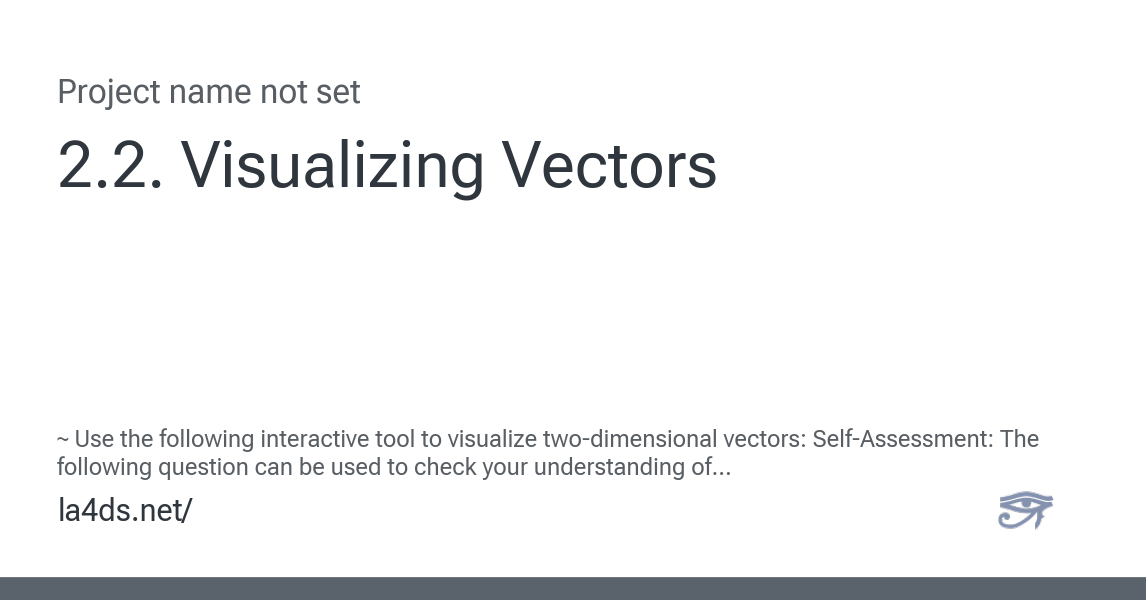 Project name not set
2.2. Visualizing Vectors
~ Use the following interactive tool to visualize two-dimensional vectors: Self-Assessment: The
following question can be used to check your understanding of...
la4ds.net/